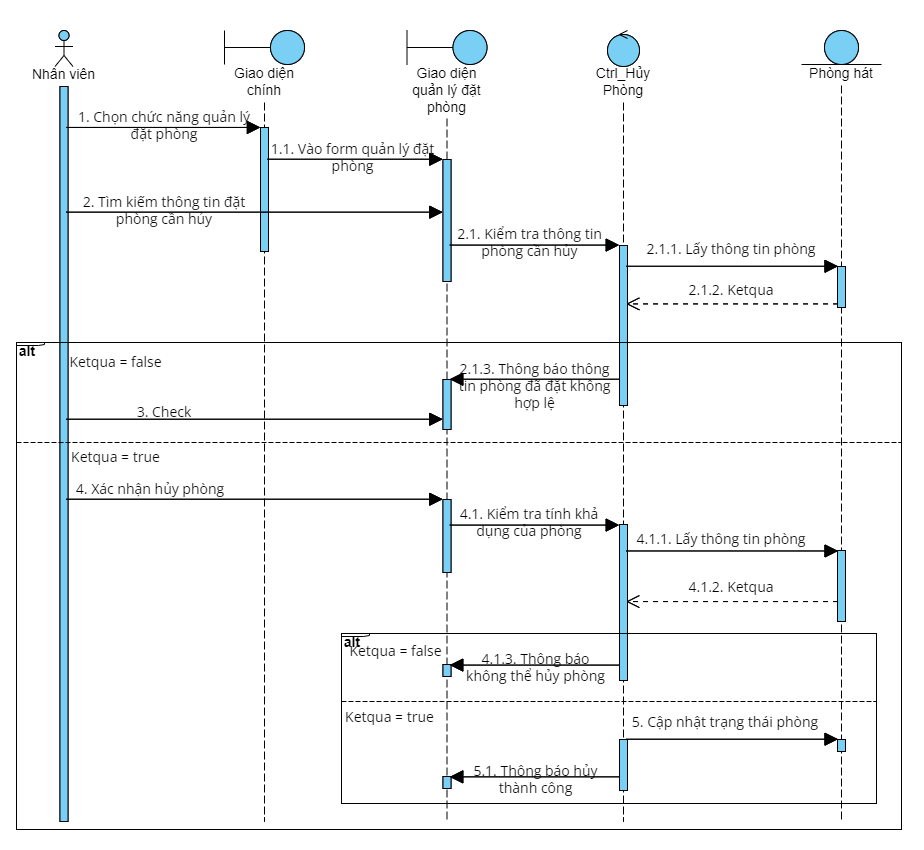 Nhân viên
Giao diện
chính
Giao diện
quản lý đặt
phòng
Ctrl_Hủy
Phòng
Phòng hát
1. Chọn chức năng quản lý
đặt phòng
1.1. Vào form quản lý đặt
phòng
2. Tìm kiếm thông tin đặt
phòng cần hủy
2.1. Kiểm tra thông tin
phòng cần hủy
2.1.1. Lấy thông tin phòng
2.1.2. Ketqua
alt
Ketqua = false
2.1.3. Thông báo thông
tin phòng đã đặt không
hợp lệ
3. Check
Ketqua = true
4. Xác nhận hủy phòng
4.1. Kiểm tra tính khả
dụng của phòng
4.1.1. Lấy thông tin phòng
4.1.2. Ketqua
alt
Ketqua = false
4.1.3. Thông báo
không thể hủy phòng
Ketqua = true
5. Cập nhật trạng thái phòng
5.1. Thông báo hủy
thành công